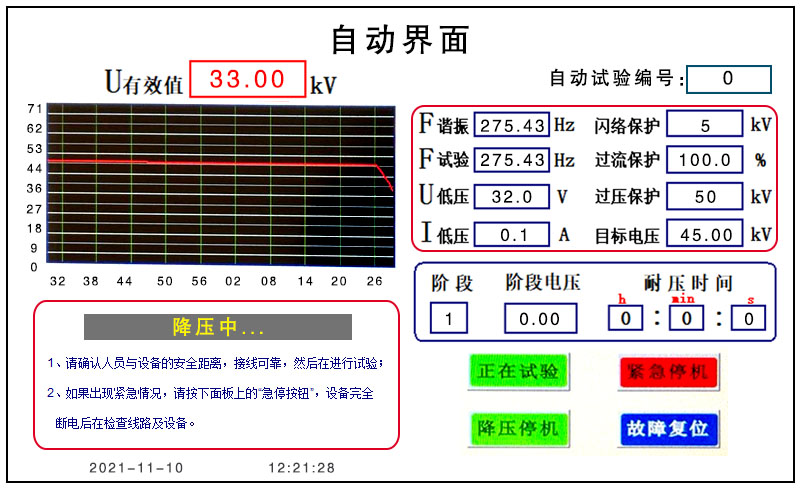 自动界面
U有效值 33.00 kV
自动试验编号: 0
71
62
53
44
36
27
18
9
0
32 38 44 50 56 02 08 14 20 26
F谐振 275.43 Hz 闪络保护 5 kV
F试验 275.43 Hz 过流保护 100.0 %
U低压 32.0 V 过压保护 50 kV
I低压 0.1 A 目标电压 45.00 kV
阶段 阶段电压 耐压时间
h min s
1 0.00 0 : 0 : 0
降压中...
1、请确认人员与设备的安全距离，接线可靠，然后在进行试验；
2、如果出现紧急情况，请按下面板上的“急停按钮”，设备完全
断电后在检查线路及设备。
正在试验 紧急停机
降压停机 故障复位
2021-11-10 12:21:28